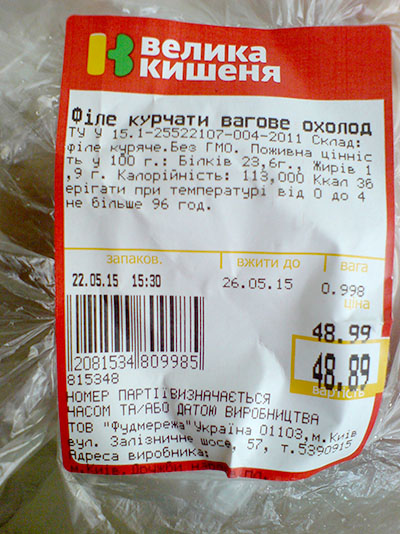 ВЕЛИКА
КИШЕНЯ
Філе курчати вагове охолод
ТУ У 15.1-25522107-004-2011 Склад:
філе куряче.Без ГМО. Поживна цінніс
ть у 100 г.: Білків 23,6г., Жирів 1
,9 г. Калорійність: 113,000 Ккал Зб
ерігати при температурі від 0 до 4
не більше 96 год.
запаков. вжити до вага
22.05.15 15:30 26.05.15 0.998
ціна
48.99
48.89
вартість
2081534809985
815348
НОМЕР ПАРТІЇВИЗНАЧАЄТЬСЯ
ЧАСОМ ТА/АБО ДАТОЮ ВИРОБНИЦТВА
ТОВ "Фудмережа"Україна 01103,м.Київ
вул. Залізничне шосе, 57, т.5390915
Адреса виробника:
м.Київ, Дружби